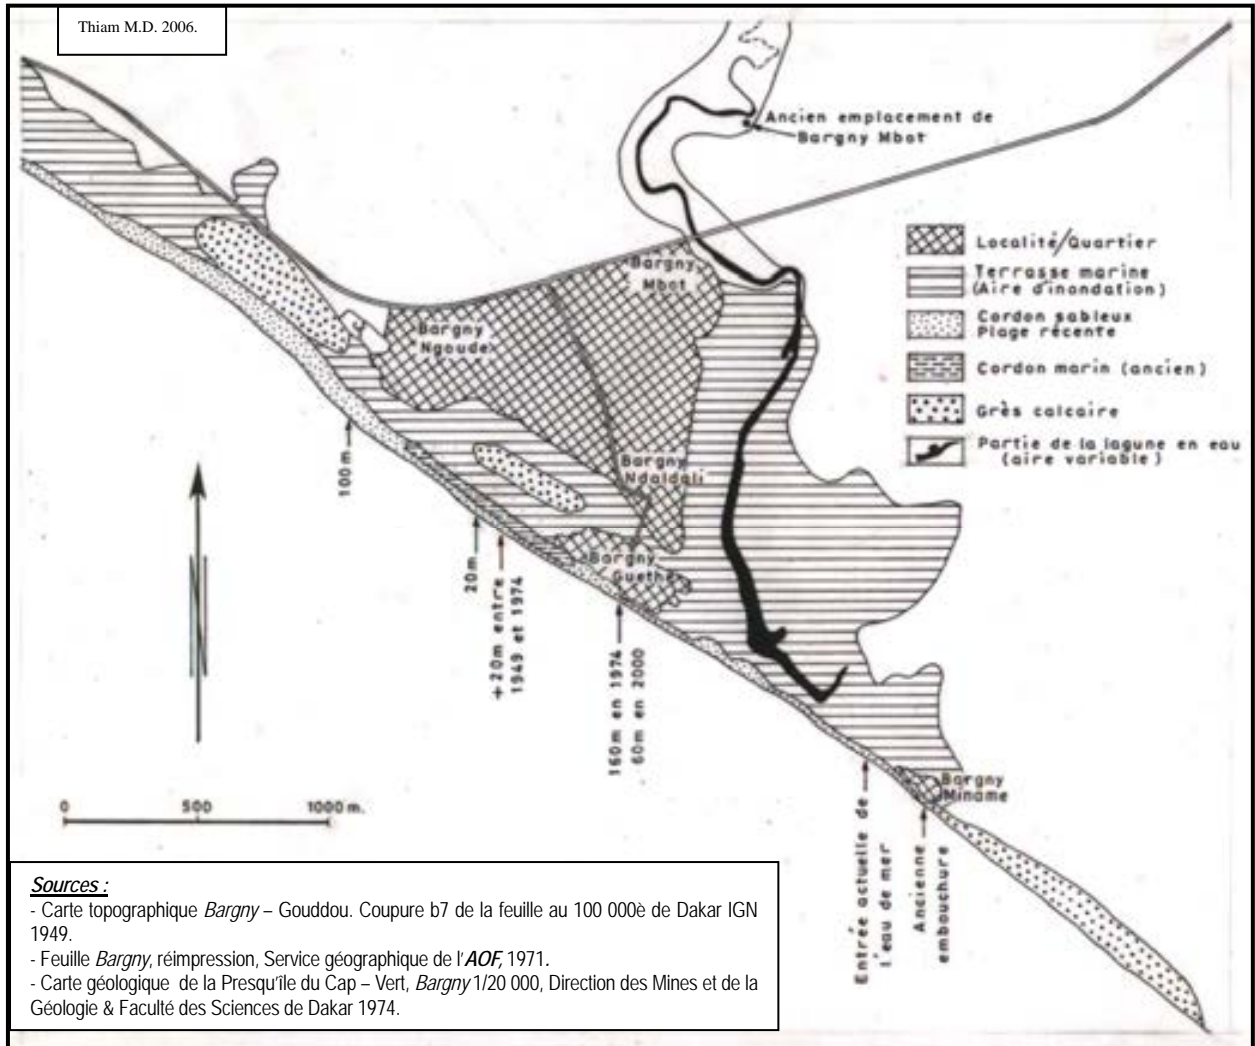 Thiam M.D. 2006.
Ancien emplacement de
Bargny Mbot
Localité/Quartier
Terrasse marine
(Aire d'inondation)
Cordon sableux
Plage récente
Cordon marin (ancien)
Grès calcaire
Partie de la lagune en eau
(aire variable)
Bargny
Mbot
Bargny
Ngoude
Bargny
Ndaldali
Bargny
Guethe
Bargny
Miname
100m
20m
+20m entre
1949 et 1974
160m en 1974
60m en 2000
Entrée actuelle de
l'eau de mer
Ancienne
embouchure
0 500 1000 m.
Sources :
- Carte topographique Bargny – Gouddou. Coupure b7 de la feuille au 100 000è de Dakar IGN
1949.
- Feuille Bargny, réimpression, Service géographique de l'AOF, 1971.
- Carte géologique de la Presqu'île du Cap – Vert, Bargny 1/20 000, Direction des Mines et de la
Géologie & Faculté des Sciences de Dakar 1974.